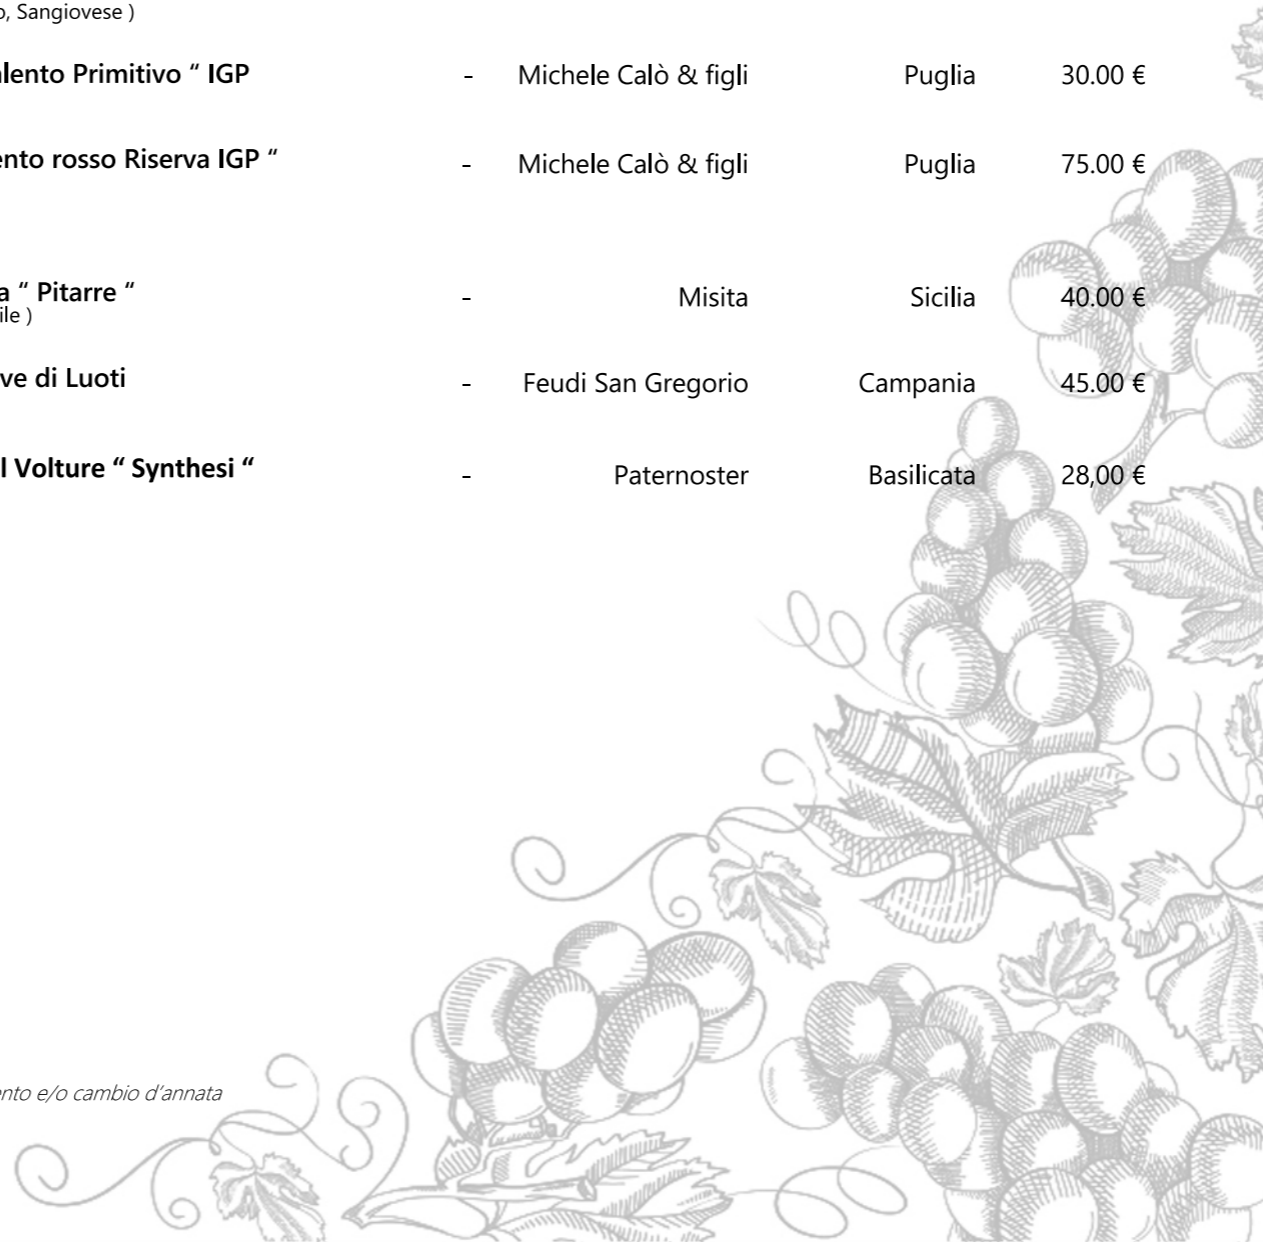 o, Sangiovese )
alento Primitivo “ IGP - Michele Calò & figli Puglia 30.00 €
ento rosso Riserva IGP “ - Michele Calò & figli Puglia 75.00 €
a “ Pitarre “ - Misita Sicilia 40.00 €
ile )
ve di Luoti - Feudi San Gregorio Campania 45.00 €
l Volture “ Synthesi “ - Paternoster Basilicata 28,00 €
ento e/o cambio d’annata